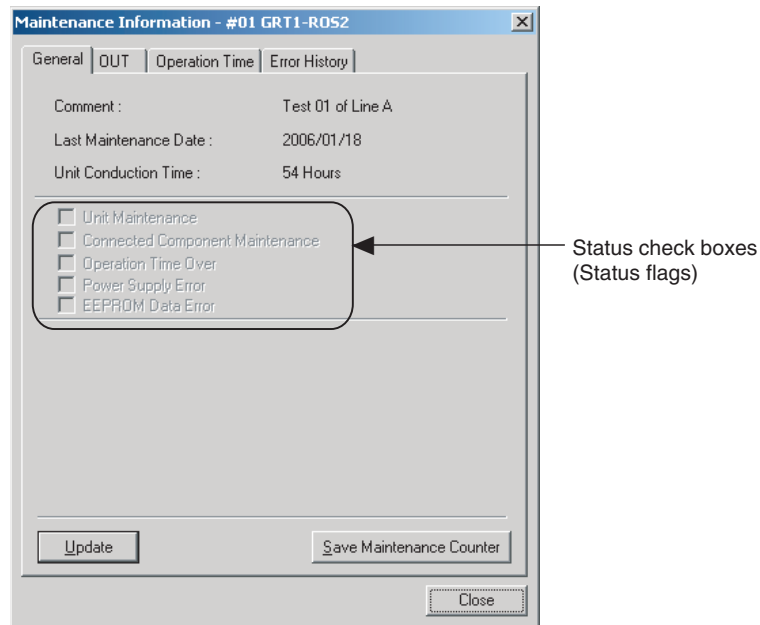 Maintenance Information - #01 GRT1-ROS2
General OUT Operation Time Error History
Comment : Test 01 of Line A
Last Maintenance Date : 2006/01/18
Unit Conduction Time : 54 Hours
Unit Maintenance
Connected Component Maintenance
Operation Time Over
Power Supply Error
EEPROM Data Error
Status check boxes
(Status flags)
Update Save Maintenance Counter
Close